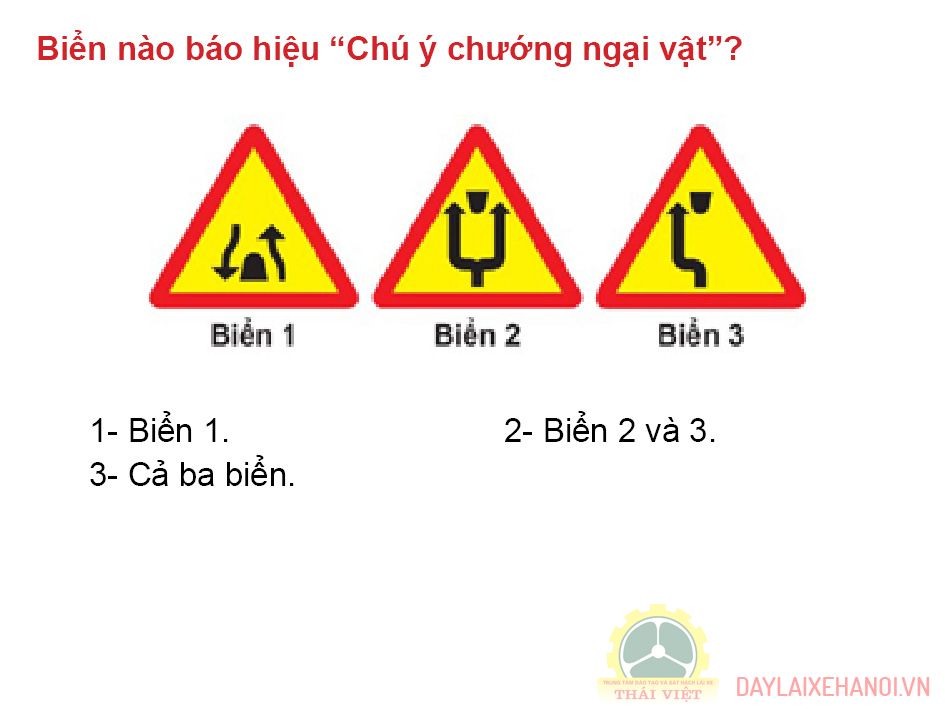 Biển nào báo hiệu “Chú ý chướng ngại vật”?
Biển 1 Biển 2 Biển 3
1- Biển 1. 2- Biển 2 và 3.
3- Cả ba biển.
TRUNG TÂM ĐÀO TẠO VÀ SÁT HẠCH LÁI XE
THÁI VIỆT
DAYLAIXEHANOI.VN